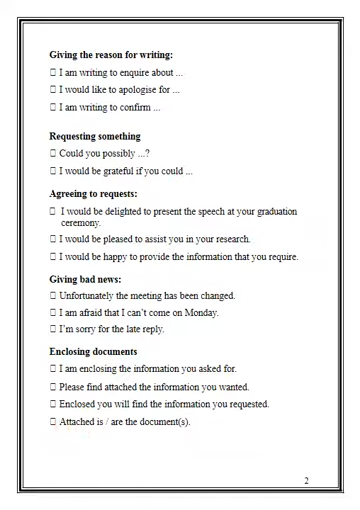 Giving the reason for writing:
☐ I am writing to enquire about ...
☐ I would like to apologise for ...
☐ I am writing to confirm ...
Requesting something
☐ Could you possibly ...?
☐ I would be grateful if you could ...
Agreeing to requests:
☐ I would be delighted to present the speech at your graduation
ceremony.
☐ I would be pleased to assist you in your research.
☐ I would be happy to provide the information that you require.
Giving bad news:
☐ Unfortunately the meeting has been changed.
☐ I am afraid that I can't come on Monday.
☐ I'm sorry for the late reply.
Enclosing documents
☐ I am enclosing the information you asked for.
☐ Please find attached the information you wanted.
☐ Enclosed you will find the information you requested.
☐ Attached is / are the document(s).
2